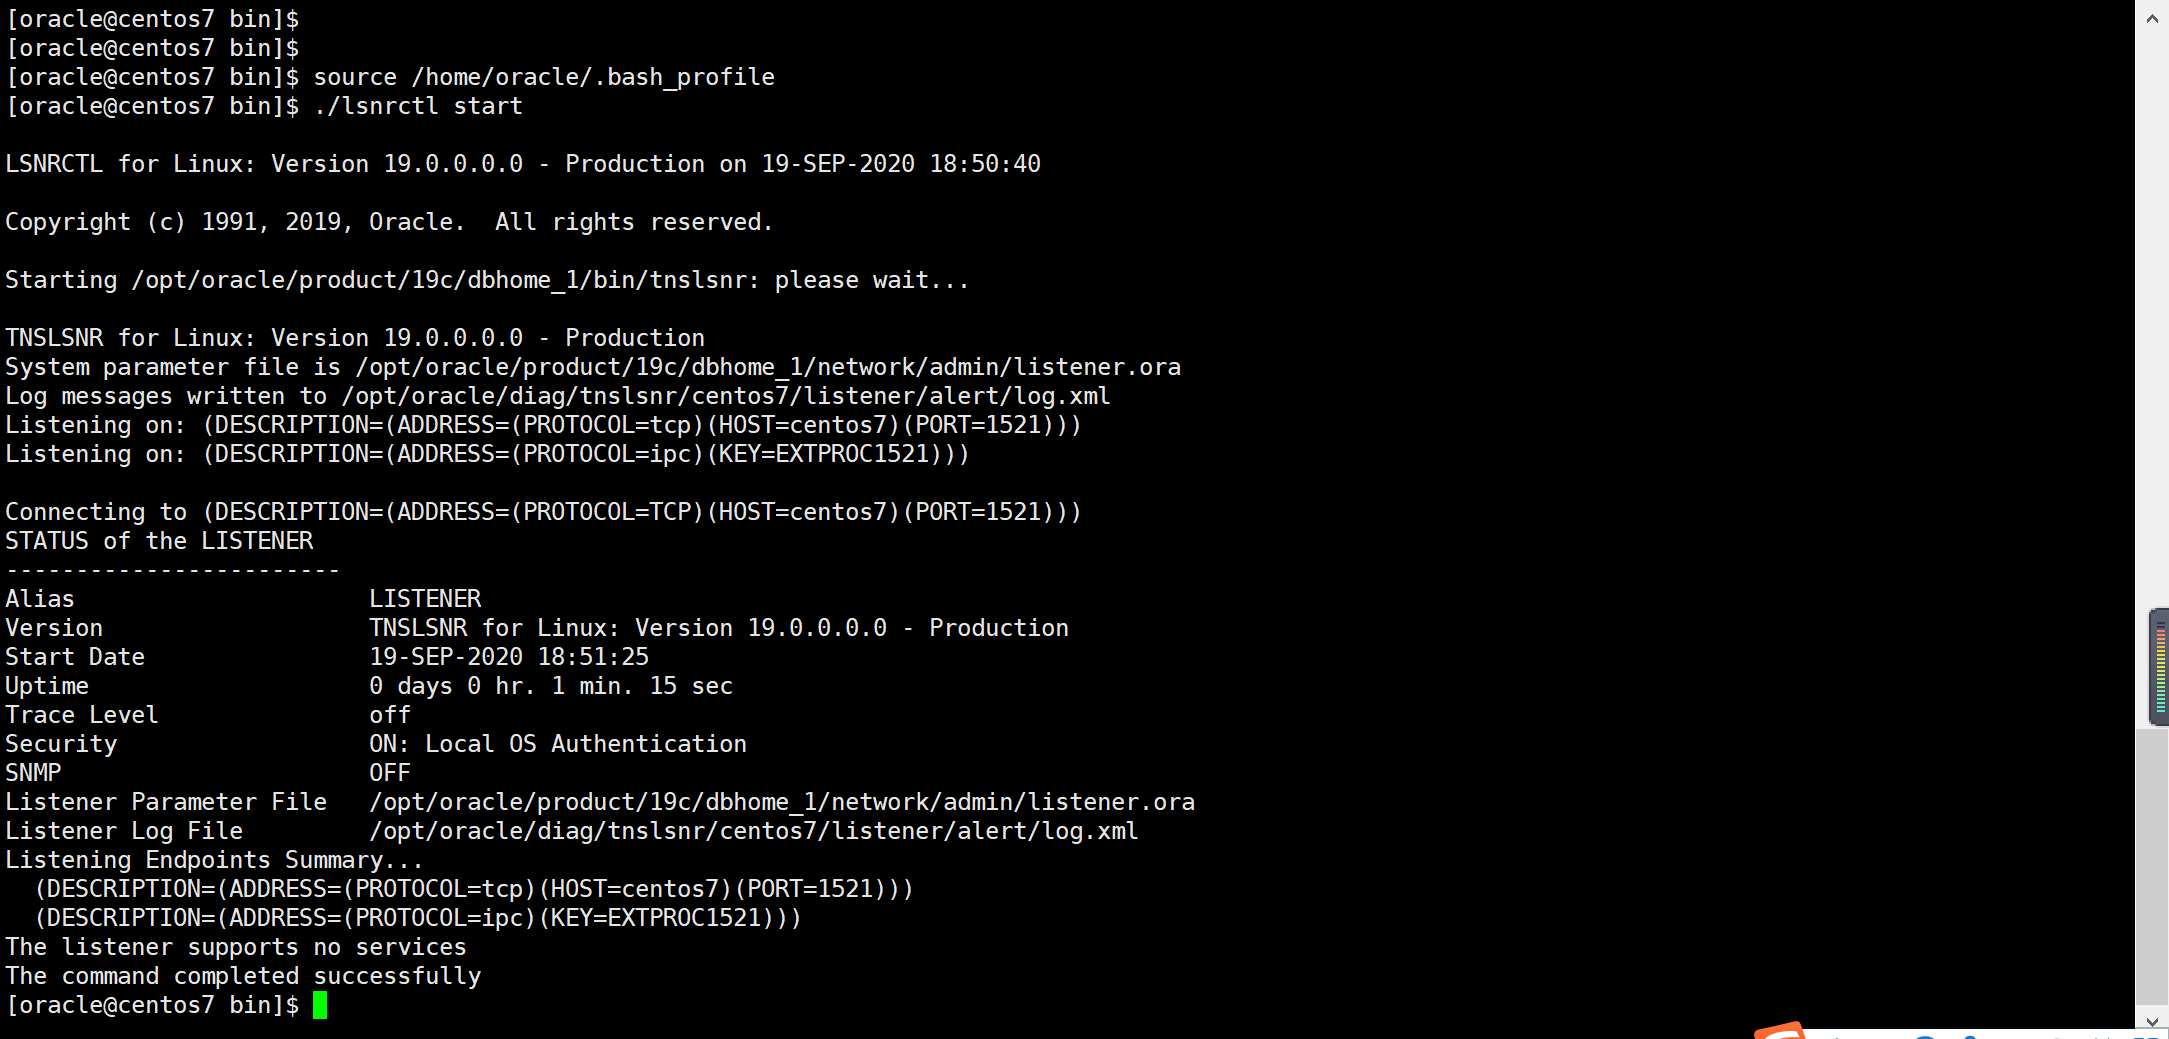 [oracle@centos7 bin]$
[oracle@centos7 bin]$
[oracle@centos7 bin]$ source /home/oracle/.bash_profile
[oracle@centos7 bin]$ ./lsnrctl start
LSNRCTL for Linux: Version 19.0.0.0.0 - Production on 19-SEP-2020 18:50:40
Copyright (c) 1991, 2019, Oracle.  All rights reserved.
Starting /opt/oracle/product/19c/dbhome_1/bin/tnslsnr: please wait...
TNSLSNR for Linux: Version 19.0.0.0.0 - Production
System parameter file is /opt/oracle/product/19c/dbhome_1/network/admin/listener.ora
Log messages written to /opt/oracle/diag/tnslsnr/centos7/listener/alert/log.xml
Listening on: (DESCRIPTION=(ADDRESS=(PROTOCOL=tcp)(HOST=centos7)(PORT=1521)))
Listening on: (DESCRIPTION=(ADDRESS=(PROTOCOL=ipc)(KEY=EXTPROC1521)))
Connecting to (DESCRIPTION=(ADDRESS=(PROTOCOL=TCP)(HOST=centos7)(PORT=1521)))
STATUS of the LISTENER
------------------------
Alias                     LISTENER
Version                   TNSLSNR for Linux: Version 19.0.0.0.0 - Production
Start Date                19-SEP-2020 18:51:25
Uptime                    0 days 0 hr. 1 min. 15 sec
Trace Level               off
Security                  ON: Local OS Authentication
SNMP                      OFF
Listener Parameter File   /opt/oracle/product/19c/dbhome_1/network/admin/listener.ora
Listener Log File         /opt/oracle/diag/tnslsnr/centos7/listener/alert/log.xml
Listening Endpoints Summary...
  (DESCRIPTION=(ADDRESS=(PROTOCOL=tcp)(HOST=centos7)(PORT=1521)))
  (DESCRIPTION=(ADDRESS=(PROTOCOL=ipc)(KEY=EXTPROC1521)))
The listener supports no services
The command completed successfully
[oracle@centos7 bin]$